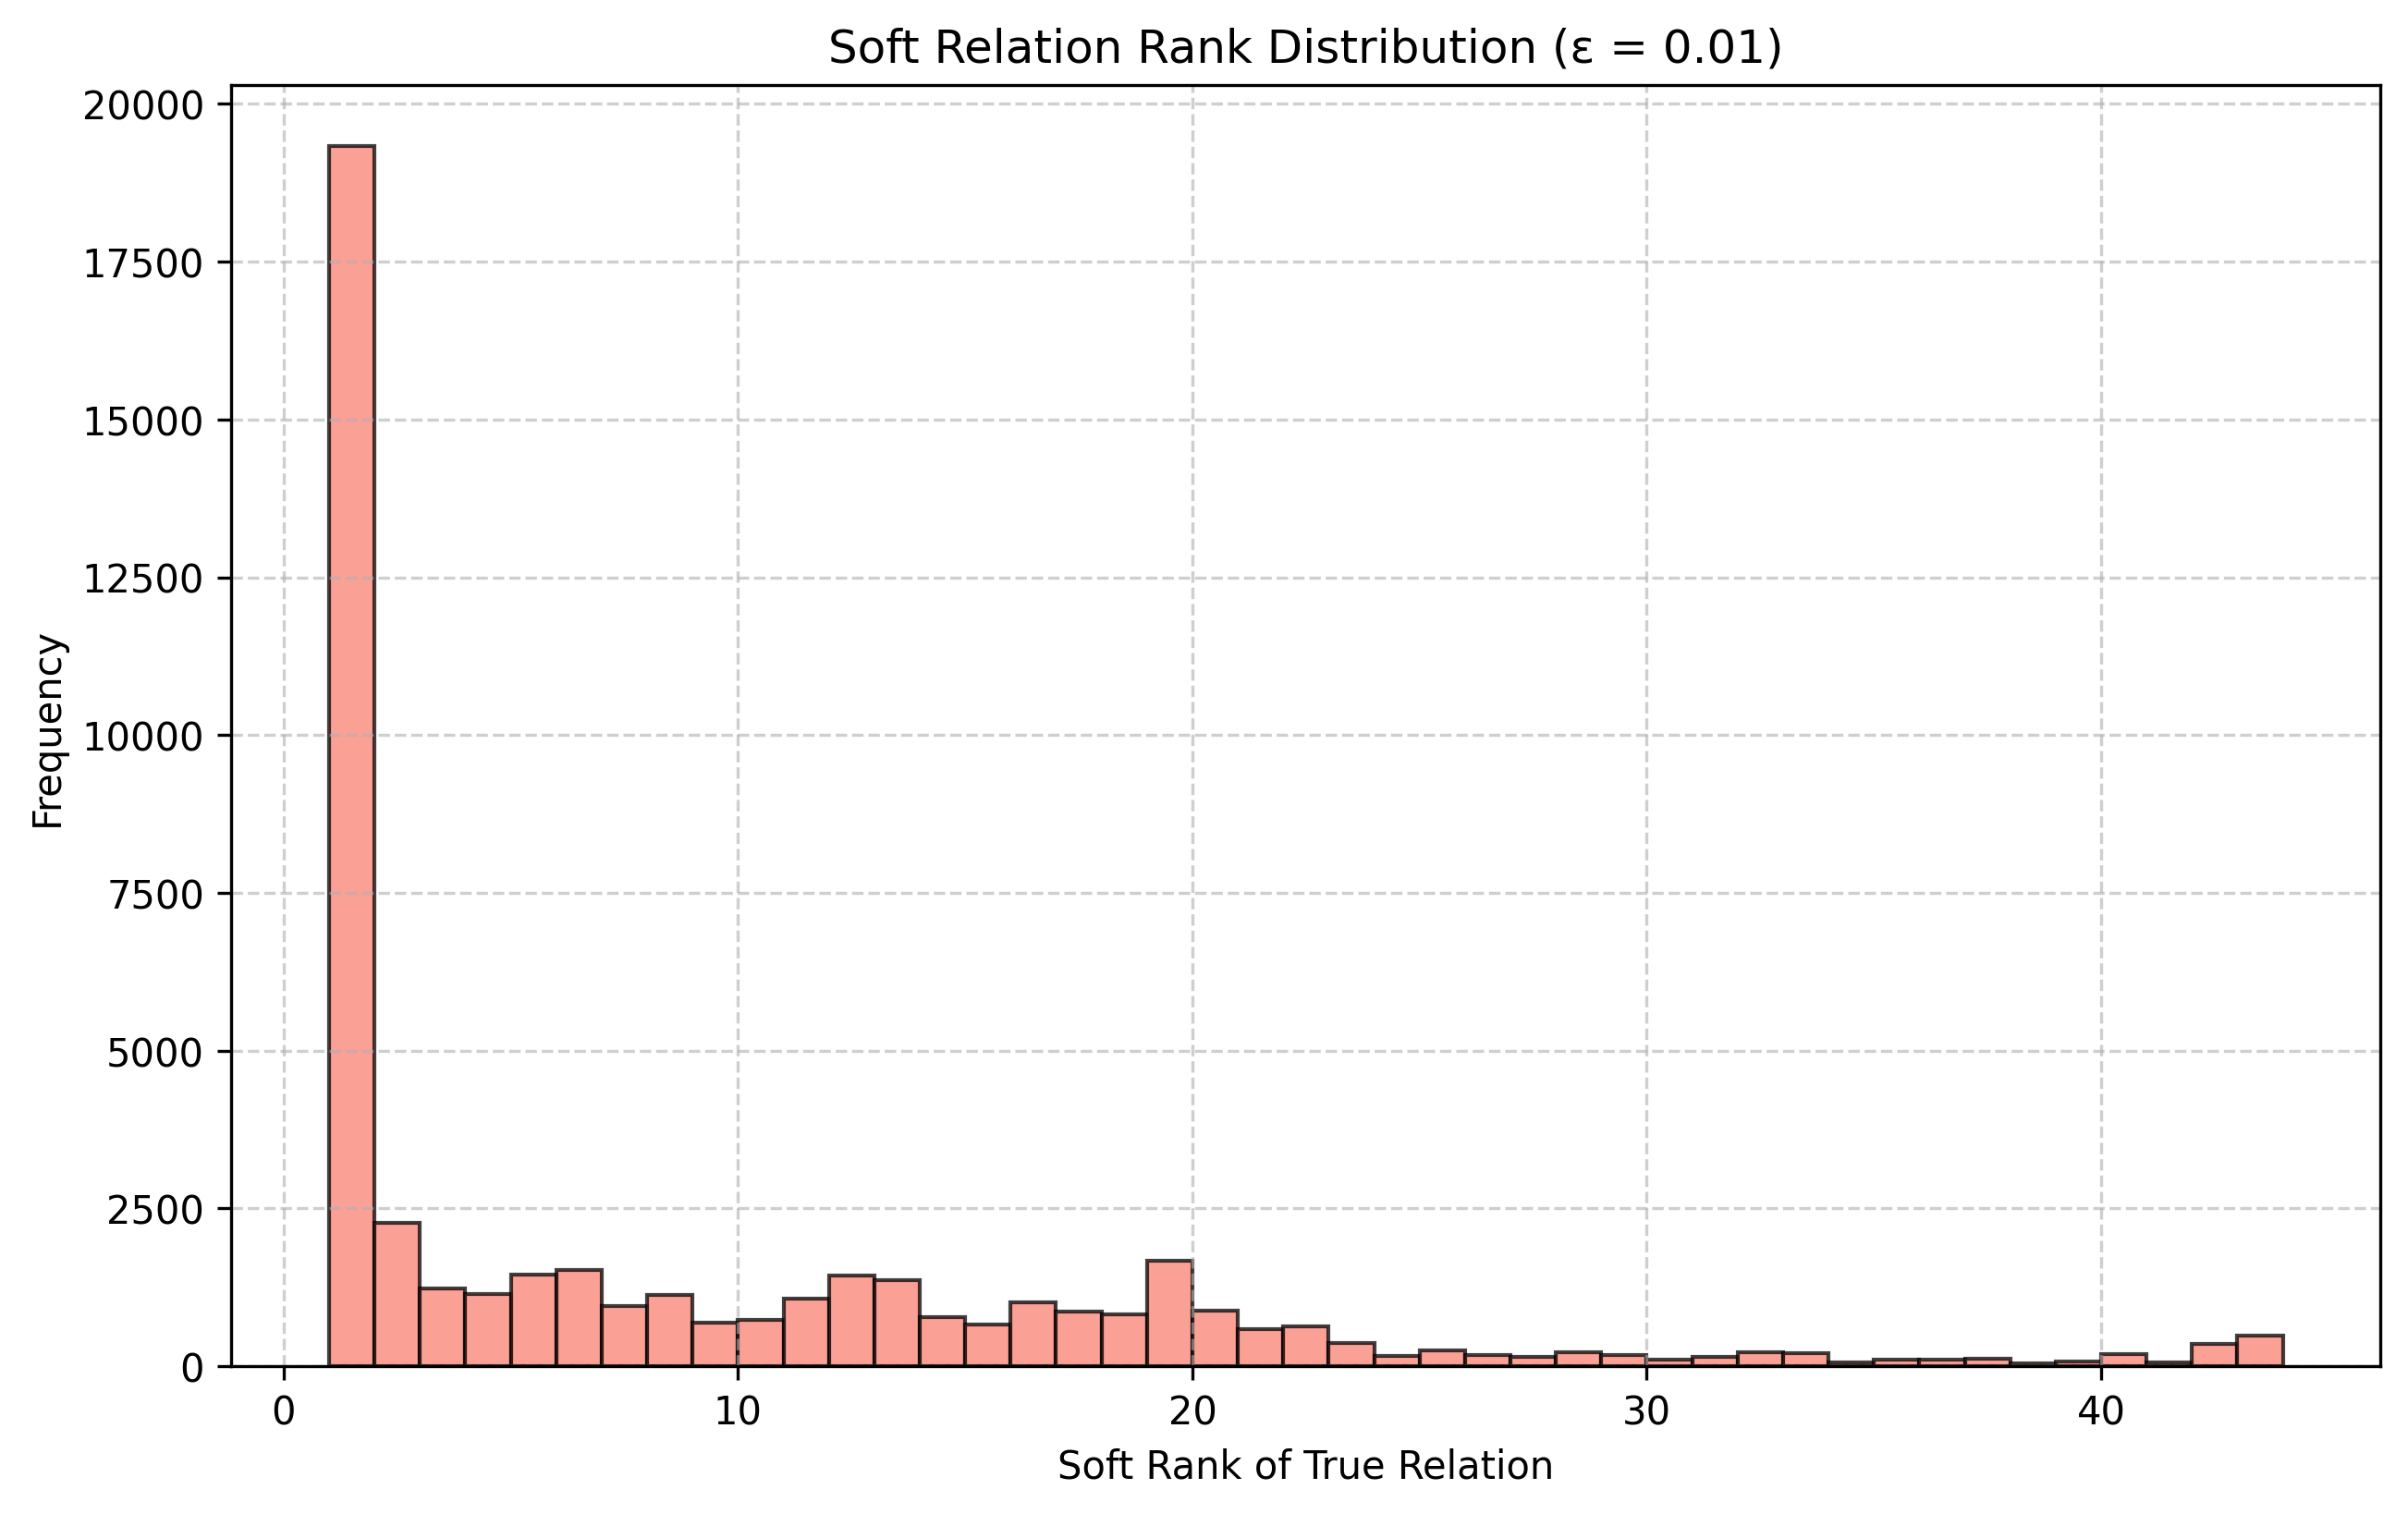 Soft Relation Rank Distribution (ε = 0.01)
20000
17500
15000
12500
10000
7500
5000
2500
0
Frequency
0 10 20 30 40
Soft Rank of True Relation